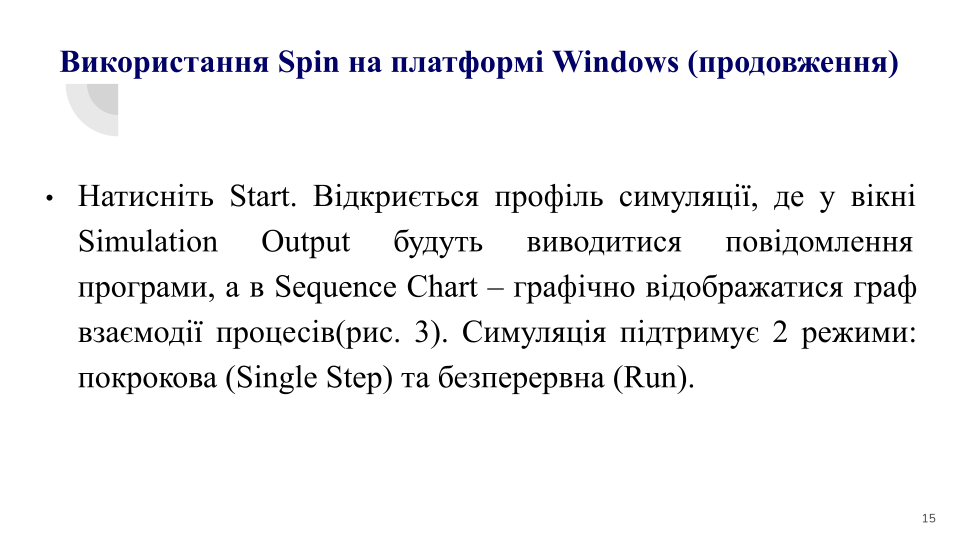 Використання Spin на платформі Windows (продовження)
• Натисніть Start. Відкриється профіль симуляції, де у вікні
Simulation Output будуть виводитися повідомлення
програми, а в Sequence Chart – графічно відображатися граф
взаємодії процесів(рис. 3). Симуляція підтримує 2 режими:
покрокова (Single Step) та безперервна (Run).
15